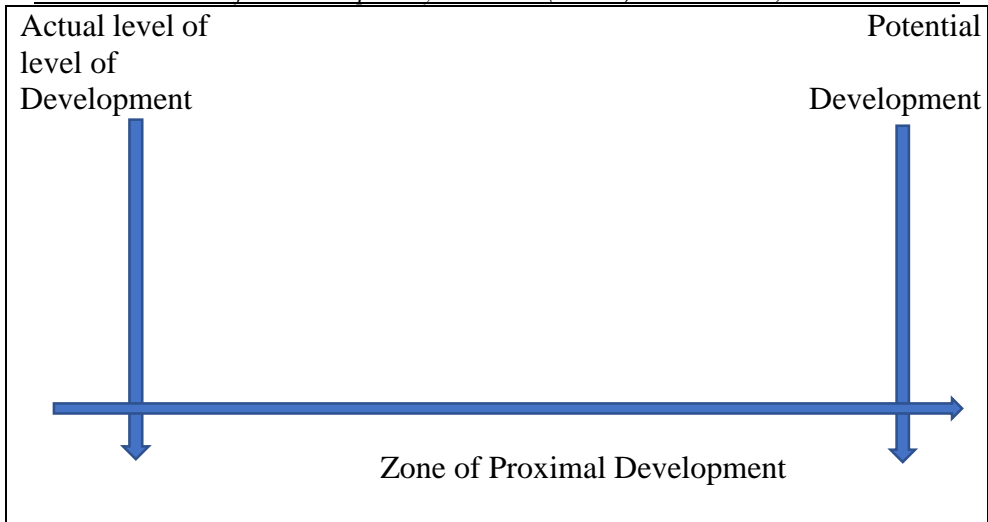 Actual level of Potential
level of
Development Development
Zone of Proximal Development